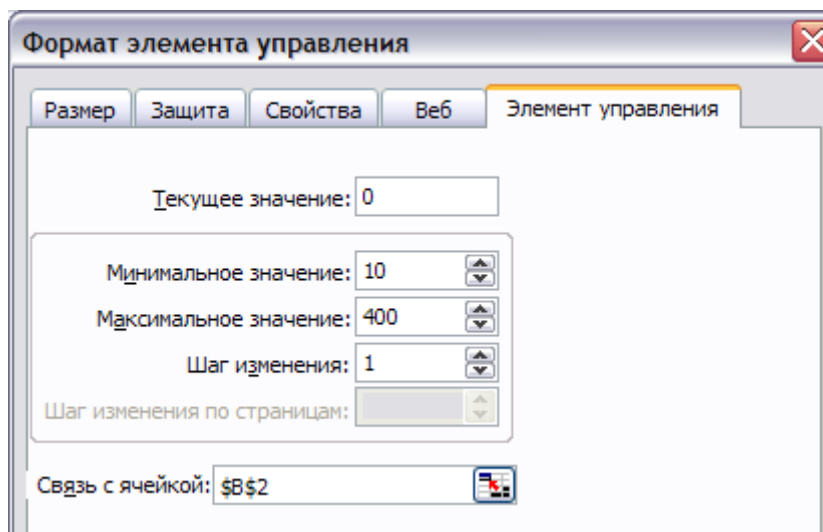 Формат элемента управления
Размер Защита Свойства Веб Элемент управления
Текущее значение: 0
Минимальное значение: 10
Максимальное значение: 400
Шаг изменения: 1
Шаг изменения по страницам:
Связь с ячейкой: $B$2